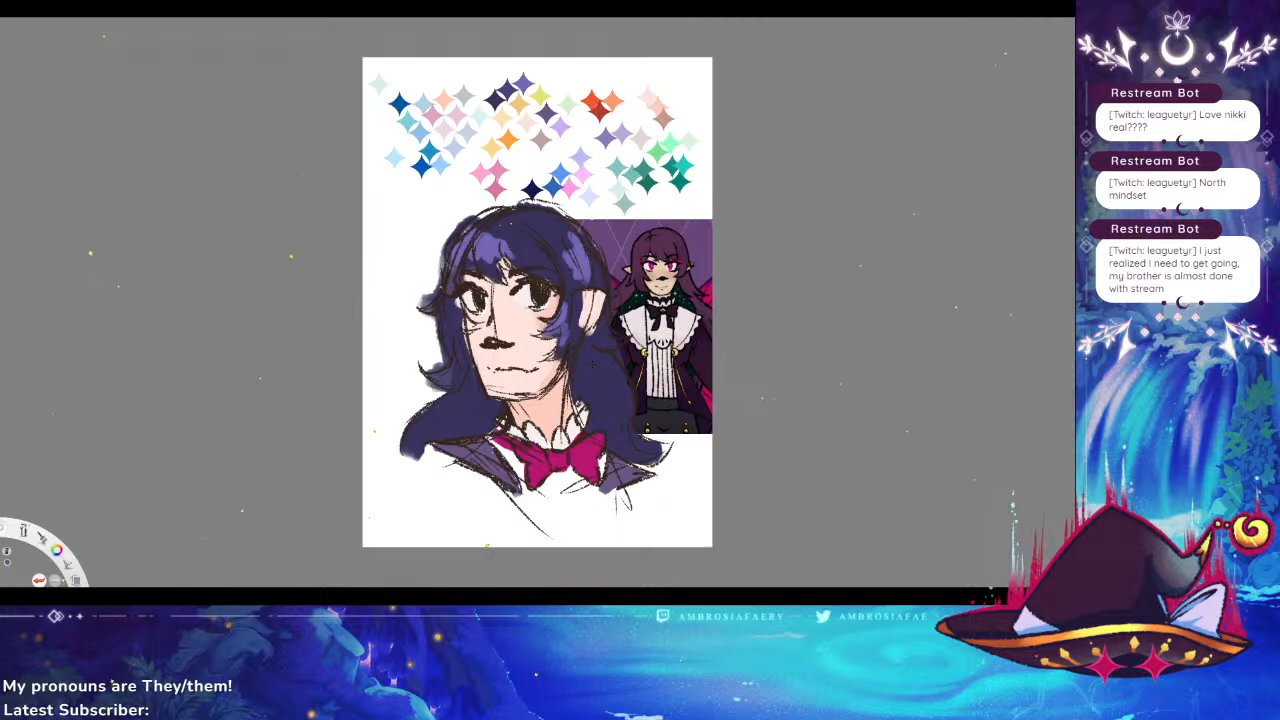 Restream Bot
[Twitch: leaguetyr] Love nikki
real????
Restream Bot
[Twitch: leaguetyr] North
mindset
Restream Bot
[Twitch: leaguetyr] I just
realized I need to get going,
my brother is almost done
with stream
AMBROSIAFAERY
AMBROSIAFAE
My pronouns are They/them!
Latest Subscriber: